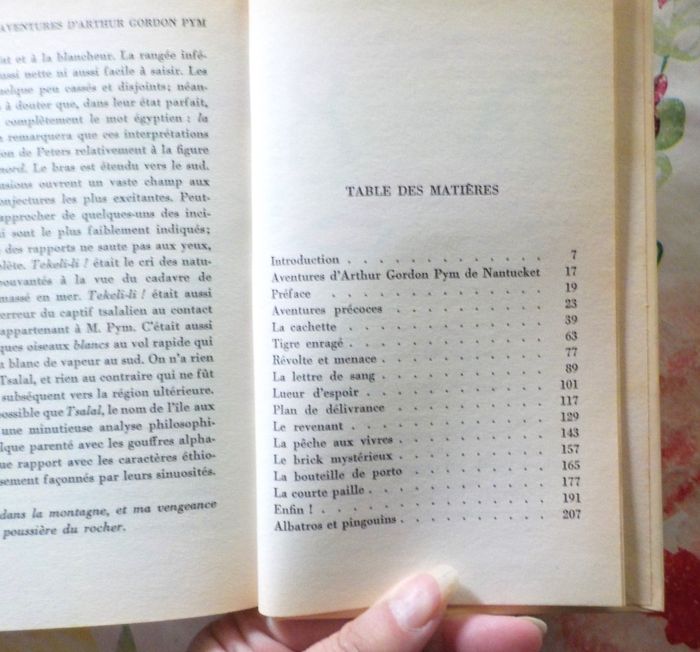 AVENTURES D'ARTHUR GORDON PYM
et à la blancheur. La rangée infé-
aussi nette ni aussi facile à saisir. Les
quelque peu cassés et disjoints; néan-
à douter que, dans leur état parfait,
complètement le mot égyptien : la
remarquera que ces interprétations
de Peters relativement à la figure
nord. Le bras est étendu vers le sud.
ouvrent un vaste champ aux
conjectures les plus excitantes. Peut-
rapprocher de quelques-uns des inci-
sont le plus faiblement indiqués;
des rapports ne saute pas aux yeux,
Tekeli-li ! était le cri des natu-
à la vue du cadavre de
en mer. Tekeli-li ! était aussi
du captif tsalalien au contact
appartenant à M. Pym. C'était aussi
oiseaux blancs au vol rapide qui
blanc de vapeur au sud. On n'a rien
Tsalal, et rien au contraire qui ne fût
subséquent vers la région ultérieure.
possible que Tsalal, le nom de l'île aux
une minutieuse analyse philosophi-
quelque parenté avec les gouffres alpha-
rapport avec les caractères éthio-
façonnés par leurs sinuosités.
dans la montagne, et ma vengeance
poussière du rocher.
TABLE DES MATIÈRES
Introduction . . . . . . . . . . . . 7
Aventures d'Arthur Gordon Pym de Nantucket 17
Préface . . . . . . . . . . . . 19
Aventures précoces . . . . . . . . . . 23
La cachette . . . . . . . . . . . . 39
Tigre enragé . . . . . . . . . . . . 63
Révolte et menace . . . . . . . . . . 77
La lettre de sang . . . . . . . . . . 89
Lueur d'espoir . . . . . . . . . . . 101
Plan de délivrance . . . . . . . . . . 117
Le revenant . . . . . . . . . . . . 129
La pêche aux vivres . . . . . . . . . 143
Le brick mystérieux . . . . . . . . . 157
La bouteille de porto . . . . . . . . . 165
La courte paille . . . . . . . . . . . 177
Enfin ! . . . . . . . . . . . . . 191
Albatros et pingouins . . . . . . . . . 207